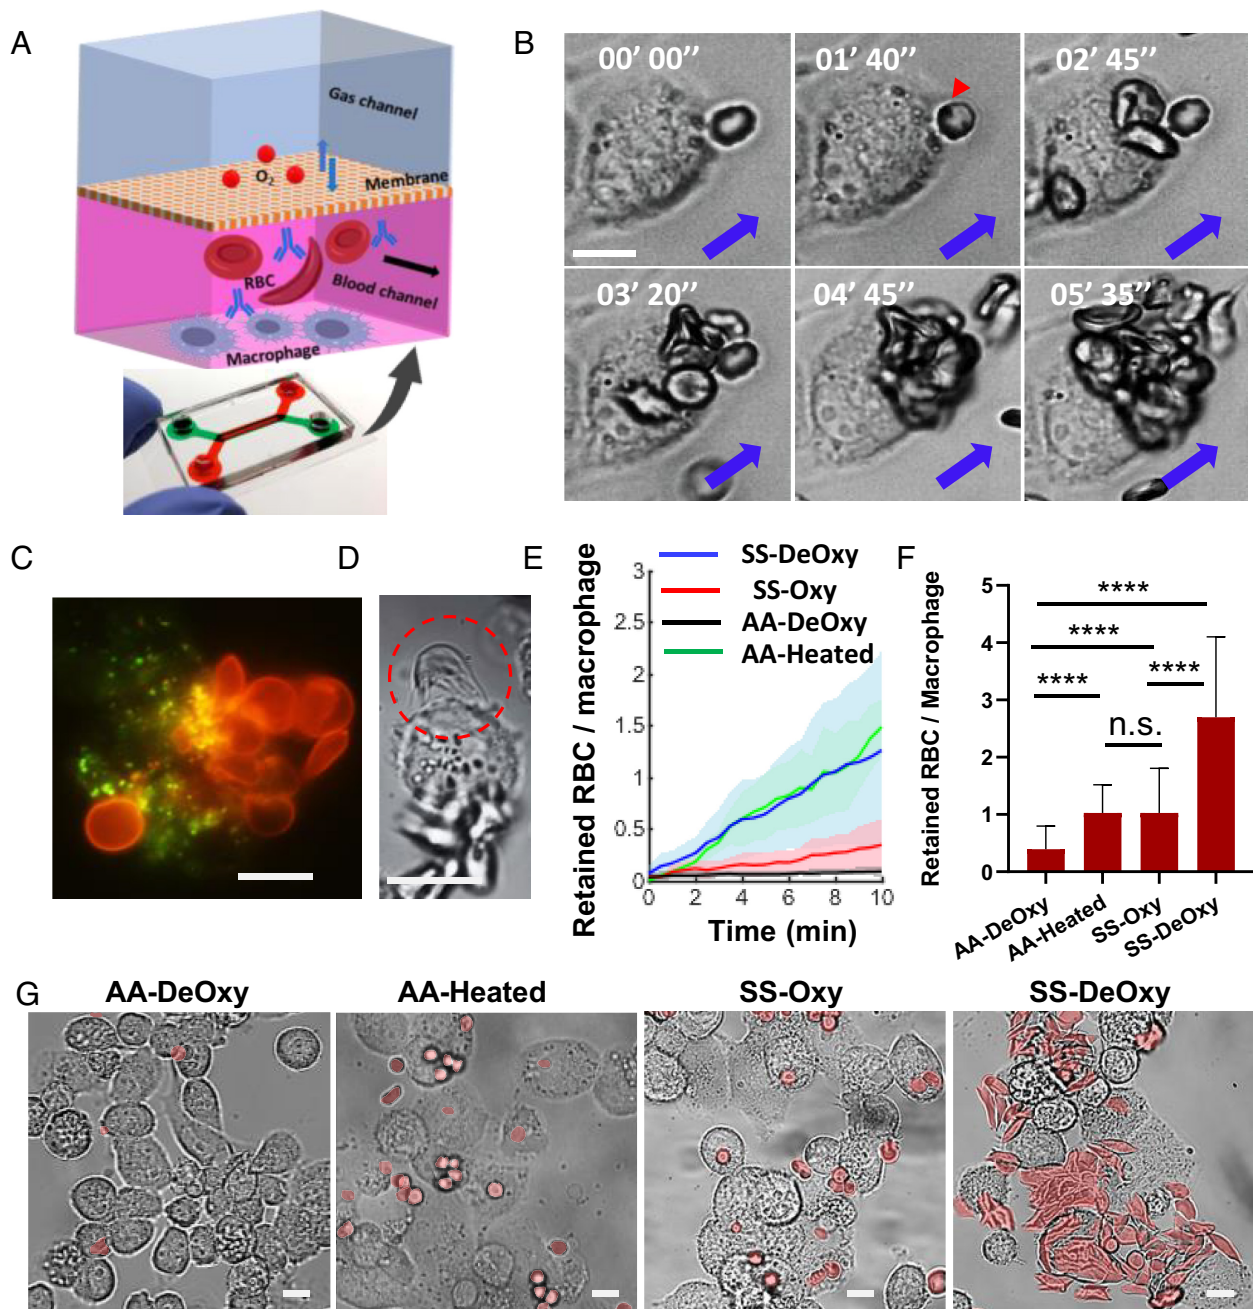 A
Gas channel
O2
Membrane
RBC
Blood channel
Macrophage
B
00’ 00’’
01’ 40’’
02’ 45’’
03’ 20’’
04’ 45’’
05’ 35’’
C
D
E
SS-DeOxy
SS-Oxy
AA-DeOxy
AA-Heated
Retained RBC / macrophage
3
2.5
2
1.5
1
0.5
0
0 2 4 6 8 10
Time (min)
F
Retained RBC / Macrophage
5
4
3
2
1
0
****
****
****
****
n.s.
AA-DeOxy
AA-Heated
SS-Oxy
SS-DeOxy
G
AA-DeOxy
AA-Heated
SS-Oxy
SS-DeOxy